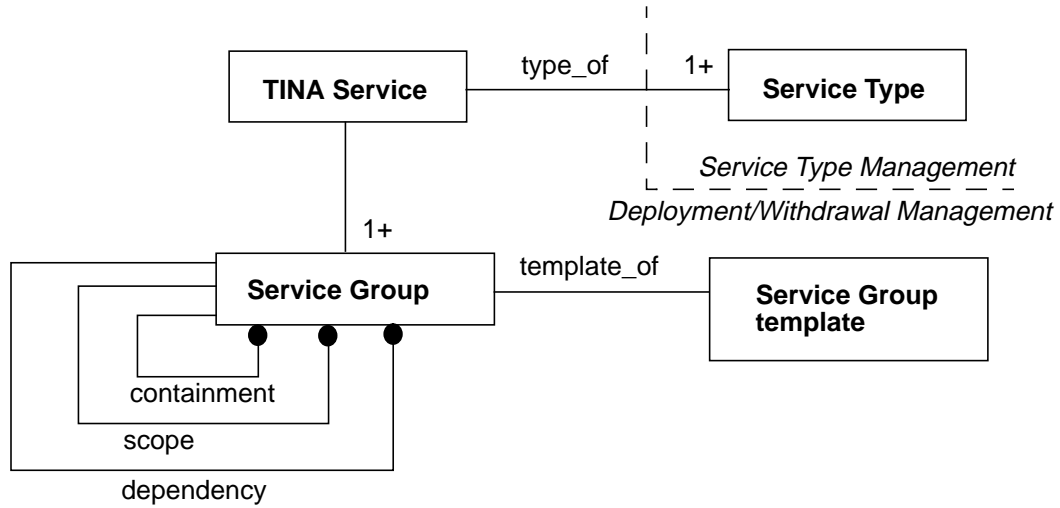 type_of
1+
TINA Service
Service Type
Service Type Management
Deployment/Withdrawal Management
1+
template_of
Service Group
Service Group
template
containment
scope
dependency